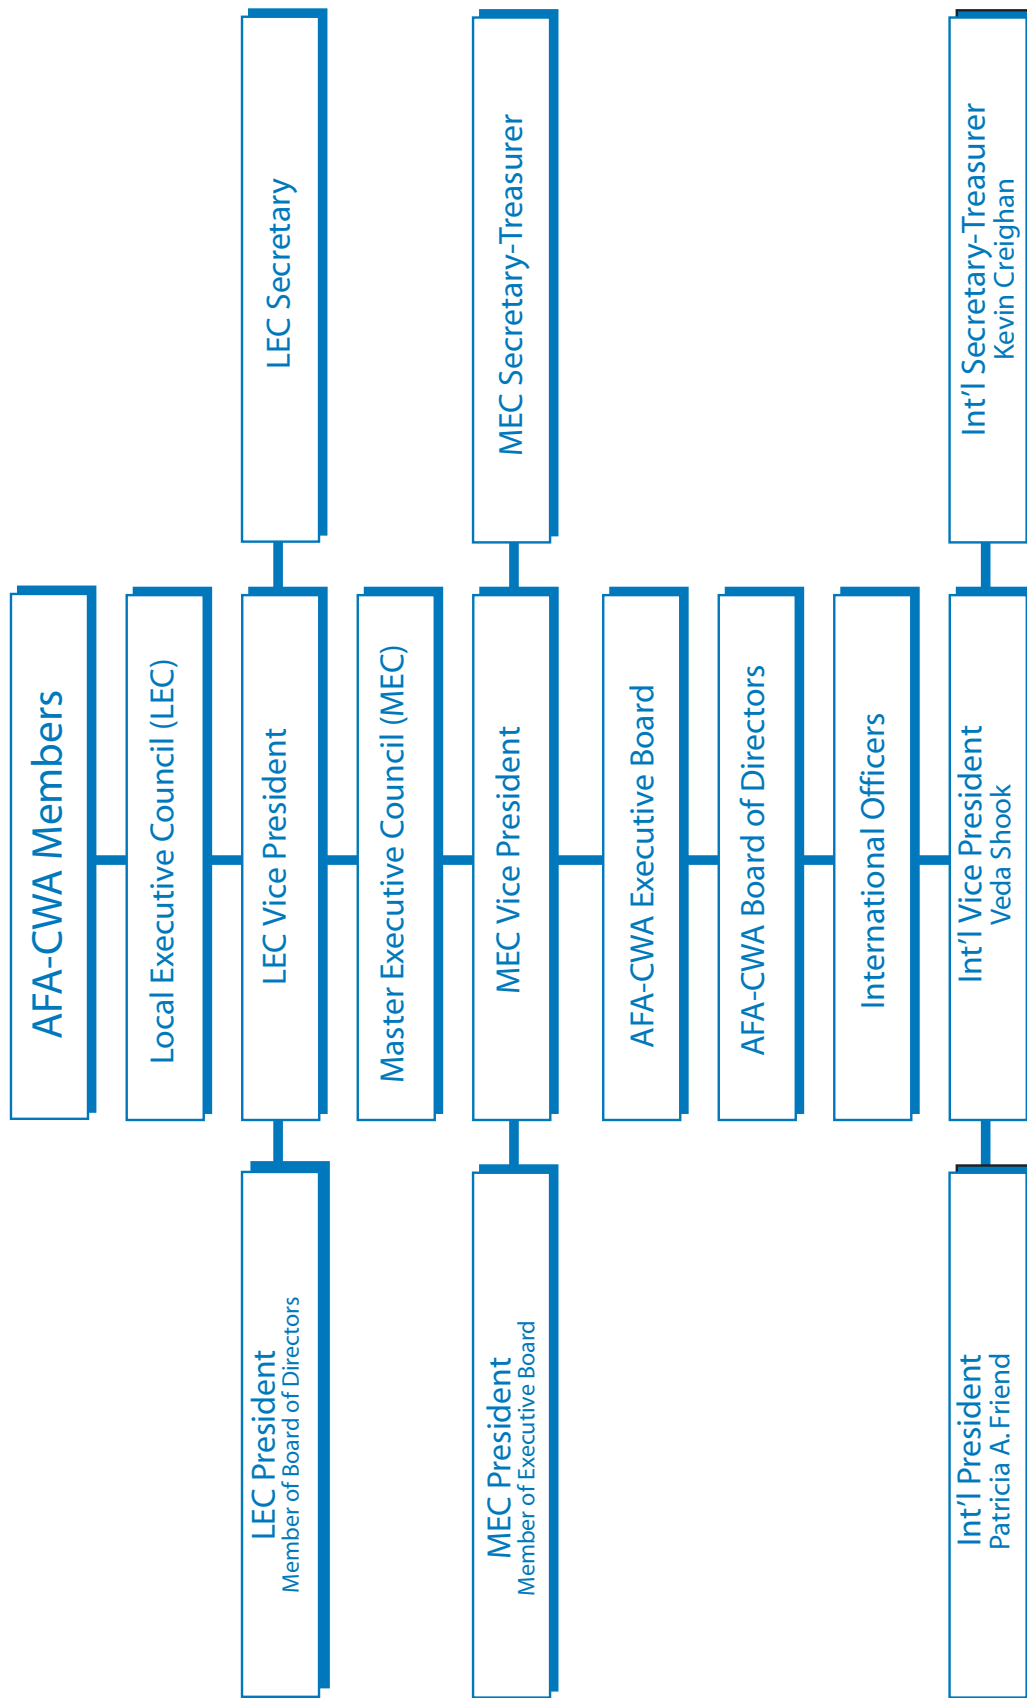 AFA-CWA Members
Local Executive Council (LEC)
LEC President
Member of Board of Directors
LEC Vice President
LEC Secretary
Master Executive Council (MEC)
MEC President
Member of Executive Board
MEC Vice President
MEC Secretary-Treasurer
AFA-CWA Executive Board
AFA-CWA Board of Directors
International Officers
Int’l President
Patricia A. Friend
Int’l Vice President
Veda Shook
Int’l Secretary-Treasurer
Kevin Creighan